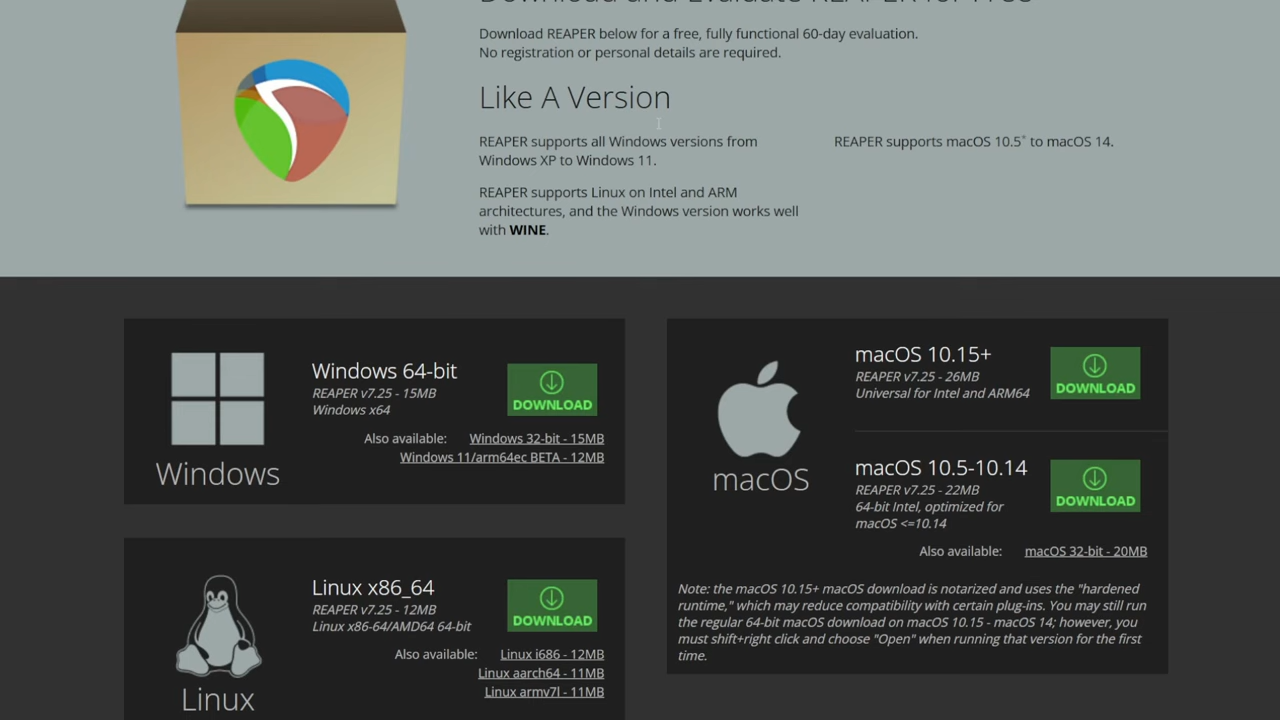 Download and Evaluate REAPER for Free
Download REAPER below for a free, fully functional 60-day evaluation.
No registration or personal details are required.
Like A Version
REAPER supports all Windows versions from
Windows XP to Windows 11.
REAPER supports Linux on Intel and ARM
architectures, and the Windows version works well
with WINE.
REAPER supports macOS 10.5* to macOS 14.
Windows
Windows 64-bit
REAPER v7.25 - 15MB
Windows x64
DOWNLOAD
Also available: Windows 32-bit - 15MB
Windows 11/arm64ec BETA - 12MB
Linux
Linux x86_64
REAPER v7.25 - 12MB
Linux x86-64/AMD64 64-bit
DOWNLOAD
Also available: Linux i686 - 12MB
Linux aarch64 - 11MB
Linux armv7l - 11MB
macOS
macOS 10.15+
REAPER v7.25 - 26MB
Universal for Intel and ARM64
DOWNLOAD
macOS 10.5-10.14
REAPER v7.25 - 22MB
64-bit Intel, optimized for
macOS <=10.14
DOWNLOAD
Also available: macOS 32-bit - 20MB
Note: the macOS 10.15+ macOS download is notarized and uses the "hardened
runtime," which may reduce compatibility with certain plug-ins. You may still run
the regular 64-bit macOS download on macOS 10.15 - macOS 14; however, you
must shift+right click and choose "Open" when running that version for the first
time.